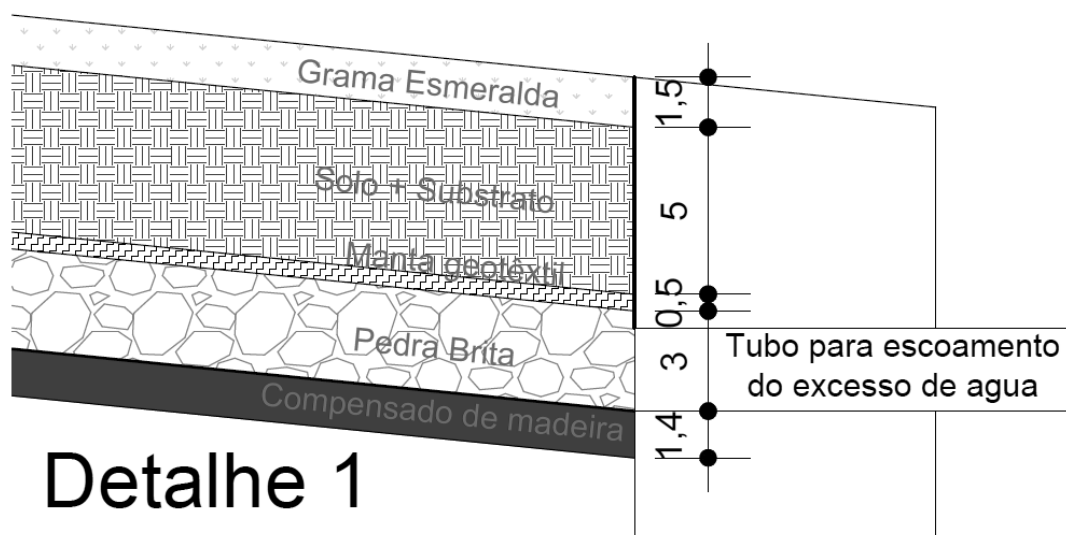 Grama Esmeralda
1,5
Solo + Substrato
5
Manta geotêxtil
0,5
Pedra Brita
3
Tubo para escoamento
do excesso de agua
Compensado de madeira
1,4
Detalhe 1